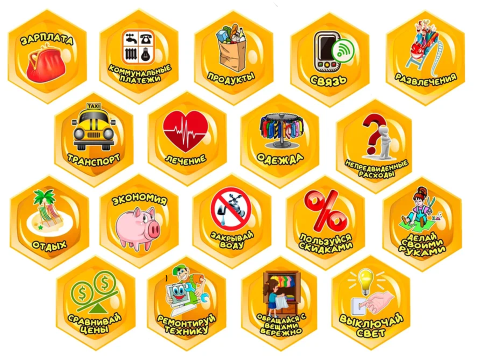 ЗАРПЛАТА
КОММУНАЛЬНЫЕ
ПЛАТЕЖИ
ПРОДУКТЫ
СВЯЗЬ
РАЗВЛЕЧЕНИЯ
TAXI
ТРАНСПОРТ
ЛЕЧЕНИЕ
ОДЕЖДА
НЕПРЕДВИДЕННЫЕ
РАСХОДЫ
ОТДЫХ
ЭКОНОМИЯ
ЗАКРЫВАЙ
ВОДУ
ПОЛЬЗУЙСЯ
СКИДКАМИ
ДЕЛАЙ
СВОИМИ
РУКАМИ
СРАВНИВАЙ
ЦЕНЫ
РЕМОНТИРУЙ
ТЕХНИКУ
ОБРАЩАЙСЯ С
ВЕЩАМИ
БЕРЕЖНО
ВЫКЛЮЧАЙ
СВЕТ